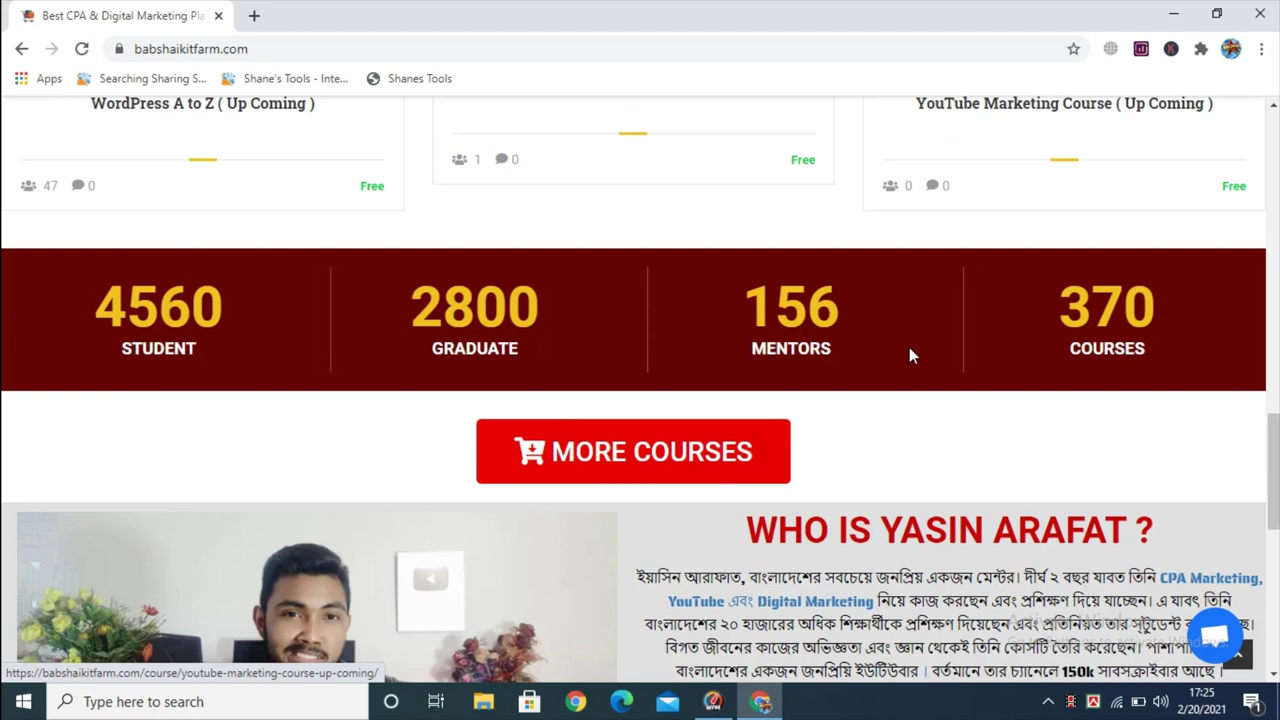 Best CPA & Digital Marketing Pla
babshaikitfarm.com
Apps Searching Sharing S... Shane's Tools - Inte... Shanes Tools
WordPress A to Z ( Up Coming )
YouTube Marketing Course ( Up Coming )
1 0 Free
47 0 Free
0 0 Free
4560 2800 156 370
STUDENT GRADUATE MENTORS COURSES
MORE COURSES
WHO IS YASIN ARAFAT ?
ইয়াসিন আরাফাত, বাংলাদেশের সবচেয়ে জনপ্রিয় একজন মেন্টর। দীর্ঘ ২ বছর যাবত তিনি CPA Marketing,
YouTube এবং Digital Marketing নিয়ে কাজ করছেন এবং প্রশিক্ষণ দিয়ে যাচ্ছেন। এ যাবৎ তিনি
বাংলাদেশের ২০ হাজারের অধিক শিক্ষার্থীকে প্রশিক্ষণ দিয়েছেন এবং প্রতিনিয়ত তার স্টুডেন্ট
বিগত জীবনের কাজের অভিজ্ঞতা এবং জ্ঞান থেকেই তিনি কোর্সটি তৈরি করেছেন।
বাংলাদেশের একজন জনপ্রিয় ইউটিউবার । বর্তমানে তার চ্যানেলে 150k সাবসক্রাইবার আছে।
https://babshaikitfarm.com/course/youtube-marketing-course-up-coming/
Type here to search
17:25
2/20/2021
1